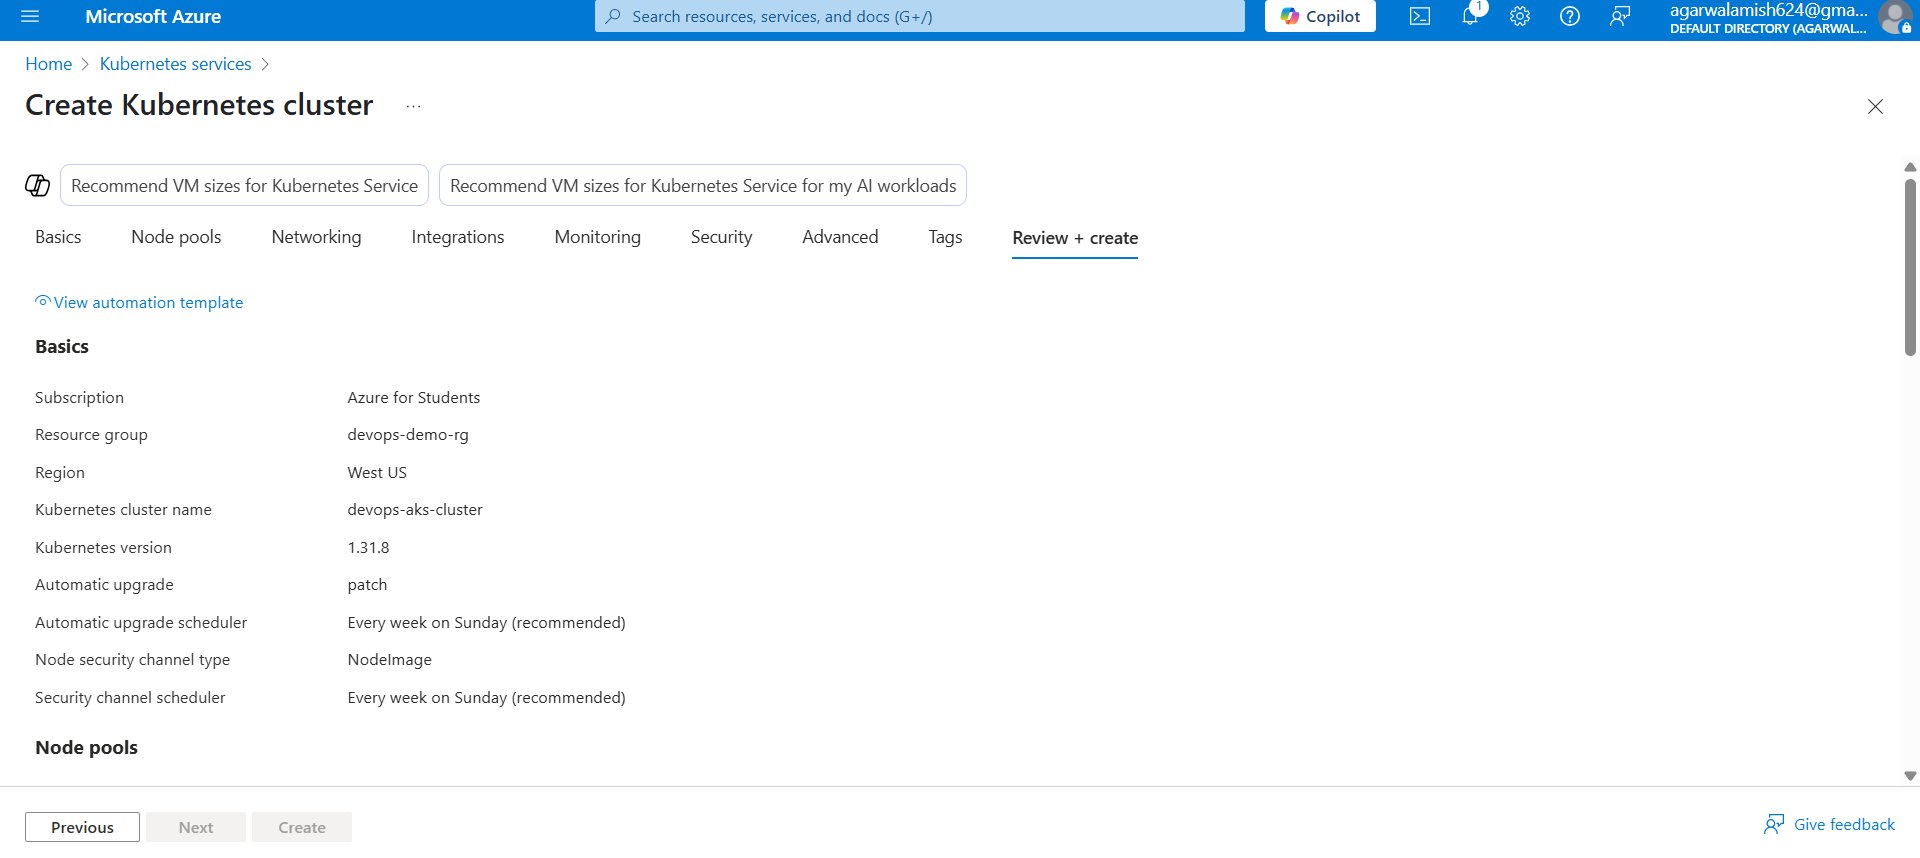 Microsoft Azure
Search resources, services, and docs (G+/)
Copilot
1
agarwalamish624@gma...
DEFAULT DIRECTORY (AGARWAL...
Home > Kubernetes services >
Create Kubernetes cluster ...
Recommend VM sizes for Kubernetes Service
Recommend VM sizes for Kubernetes Service for my AI workloads
Basics Node pools Networking Integrations Monitoring Security Advanced Tags Review + create
View automation template
Basics
Subscription Azure for Students
Resource group devops-demo-rg
Region West US
Kubernetes cluster name devops-aks-cluster
Kubernetes version 1.31.8
Automatic upgrade patch
Automatic upgrade scheduler Every week on Sunday (recommended)
Node security channel type NodeImage
Security channel scheduler Every week on Sunday (recommended)
Node pools
Previous Next Create Give feedback